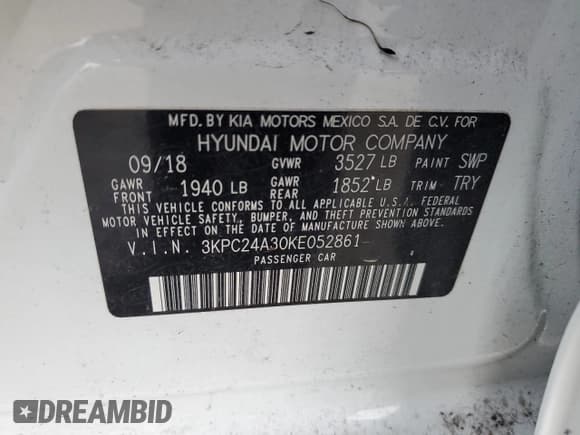 MFD. BY KIA MOTORS MEXICO S.A. DE C.V. FOR
HYUNDAI MOTOR COMPANY
09/18 GVWR 3527 LB PAINT SWP
GAWR FRONT 1940 LB GAWR REAR 1852 LB TRIM TRY
THIS VEHICLE CONFORMS TO ALL APPLICABLE U.S.A. FEDERAL
MOTOR VEHICLE SAFETY, BUMPER, AND THEFT PREVENTION STANDARDS
IN EFFECT ON THE DATE OF MANUFACTURE SHOWN ABOVE.
V.I.N. 3KPC24A30KE052861
PASSENGER CAR
DREAMBID